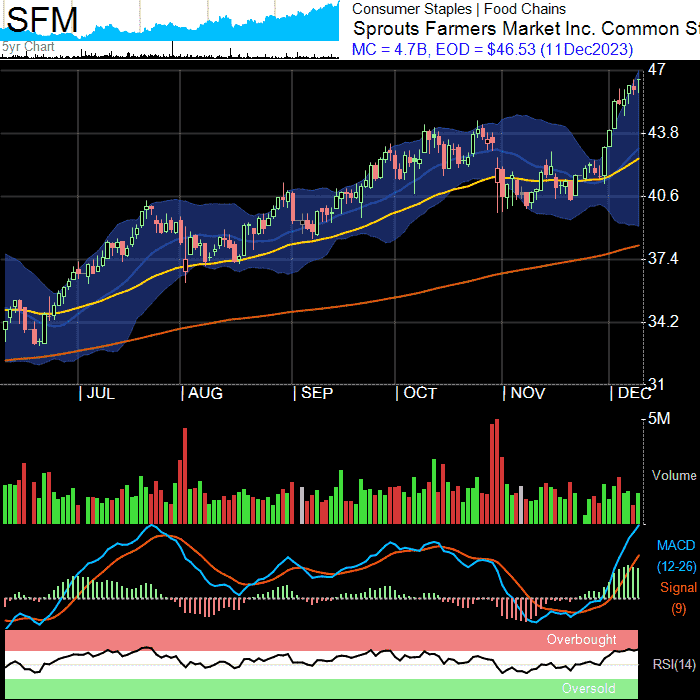 SFM
5yr Chart
Consumer Staples | Food Chains
Sprouts Farmers Market Inc. Common St
MC = 4.7B, EOD = $46.53 (11Dec2023)
47
43.8
40.6
37.4
34.2
31
JUL AUG SEP OCT NOV DEC
5M
Volume
MACD
(12-26)
Signal
(9)
Overbought
RSI(14)
Oversold